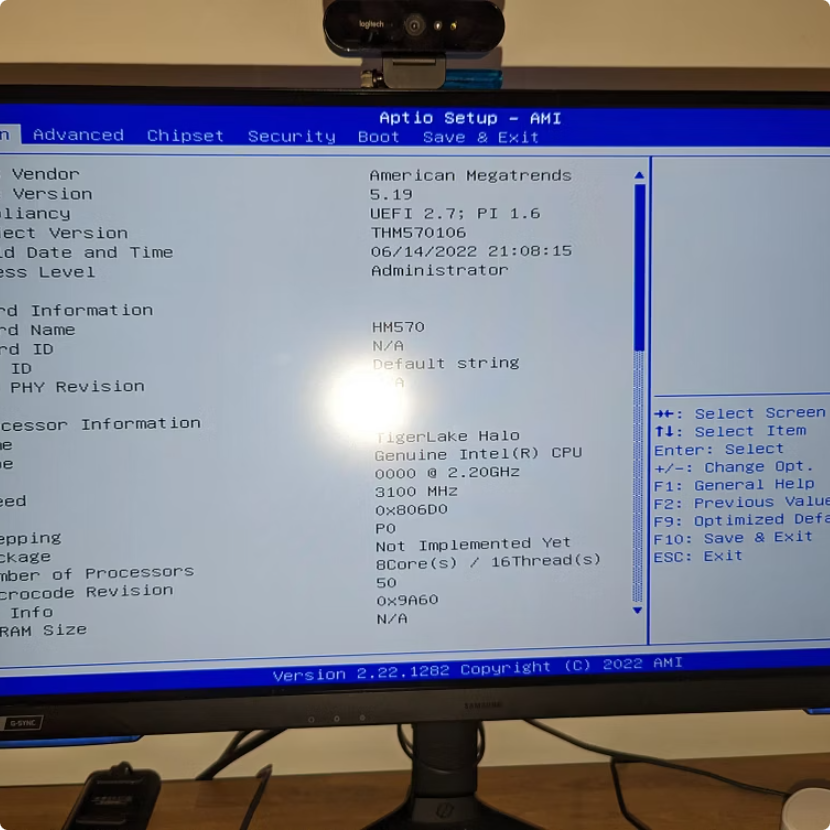 logitech
Aptio Setup - AMI
n Advanced Chipset Security Boot Save & Exit
Vendor American Megatrends
Version 5.19
pliancy UEFI 2.7; PI 1.6
ject Version THM570106
ld Date and Time 06/14/2022 21:08:15
ess Level Administrator
rd Information
rd Name HM570
rd ID N/A
ID Default string
PHY Revision A
cessor Information
me TigerLake Halo
pe Genuine Intel(R) CPU
0000 @ 2.20GHz
eed 3100 MHz
0x806D0
epping P0
ckage Not Implemented Yet
mber of Processors 8Core(s) / 16Thread(s)
crocode Revision 50
Info 0x9A60
RAM Size N/A
→←: Select Screen
↑↓: Select Item
Enter: Select
+/-: Change Opt.
F1: General Help
F2: Previous Value
F9: Optimized Defa
F10: Save & Exit
ESC: Exit
Version 2.22.1282 Copyright (C) 2022 AMI
G-SYNC
SAMSUNG